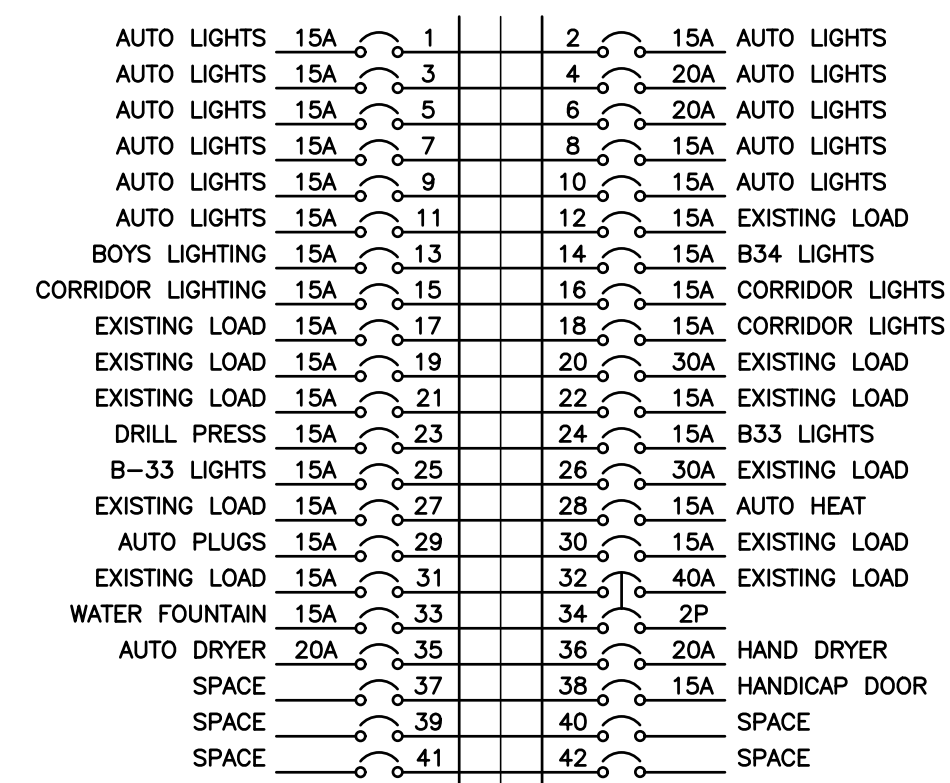 AUTO LIGHTS 15A 1 2 15A AUTO LIGHTS
AUTO LIGHTS 15A 3 4 20A AUTO LIGHTS
AUTO LIGHTS 15A 5 6 20A AUTO LIGHTS
AUTO LIGHTS 15A 7 8 15A AUTO LIGHTS
AUTO LIGHTS 15A 9 10 15A AUTO LIGHTS
AUTO LIGHTS 15A 11 12 15A EXISTING LOAD
BOYS LIGHTING 15A 13 14 15A B34 LIGHTS
CORRIDOR LIGHTING 15A 15 16 15A CORRIDOR LIGHTS
EXISTING LOAD 15A 17 18 15A CORRIDOR LIGHTS
EXISTING LOAD 15A 19 20 30A EXISTING LOAD
EXISTING LOAD 15A 21 22 15A EXISTING LOAD
DRILL PRESS 15A 23 24 15A B33 LIGHTS
B-33 LIGHTS 15A 25 26 30A EXISTING LOAD
EXISTING LOAD 15A 27 28 15A AUTO HEAT
AUTO PLUGS 15A 29 30 15A EXISTING LOAD
EXISTING LOAD 15A 31 32 40A EXISTING LOAD
WATER FOUNTAIN 15A 33 34 2P
AUTO DRYER 20A 35 36 20A HAND DRYER
SPACE 37 38 15A HANDICAP DOOR
SPACE 39 40 SPACE
SPACE 41 42 SPACE